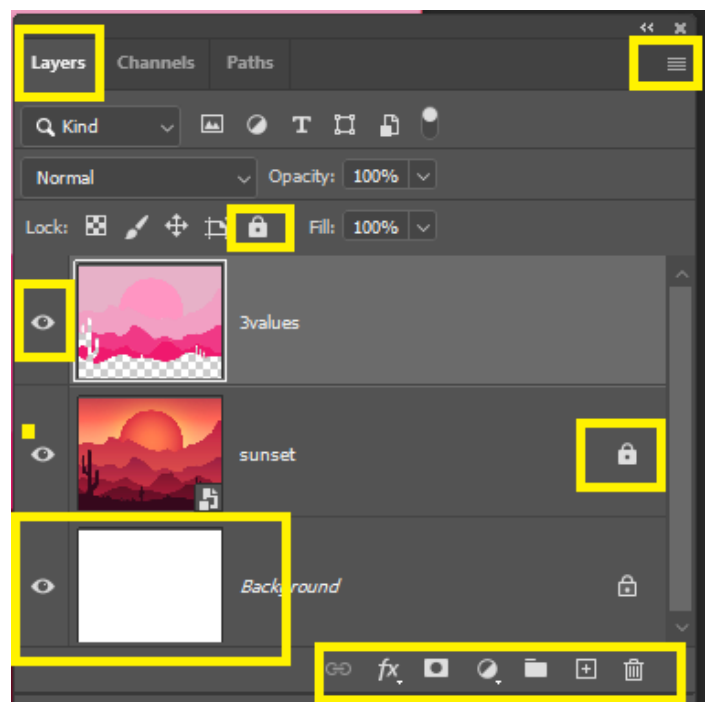 Layers Channels Paths
Kind T
Normal Opacity: 100%
Lock: Fill: 100%
3values
sunset
Background
fx